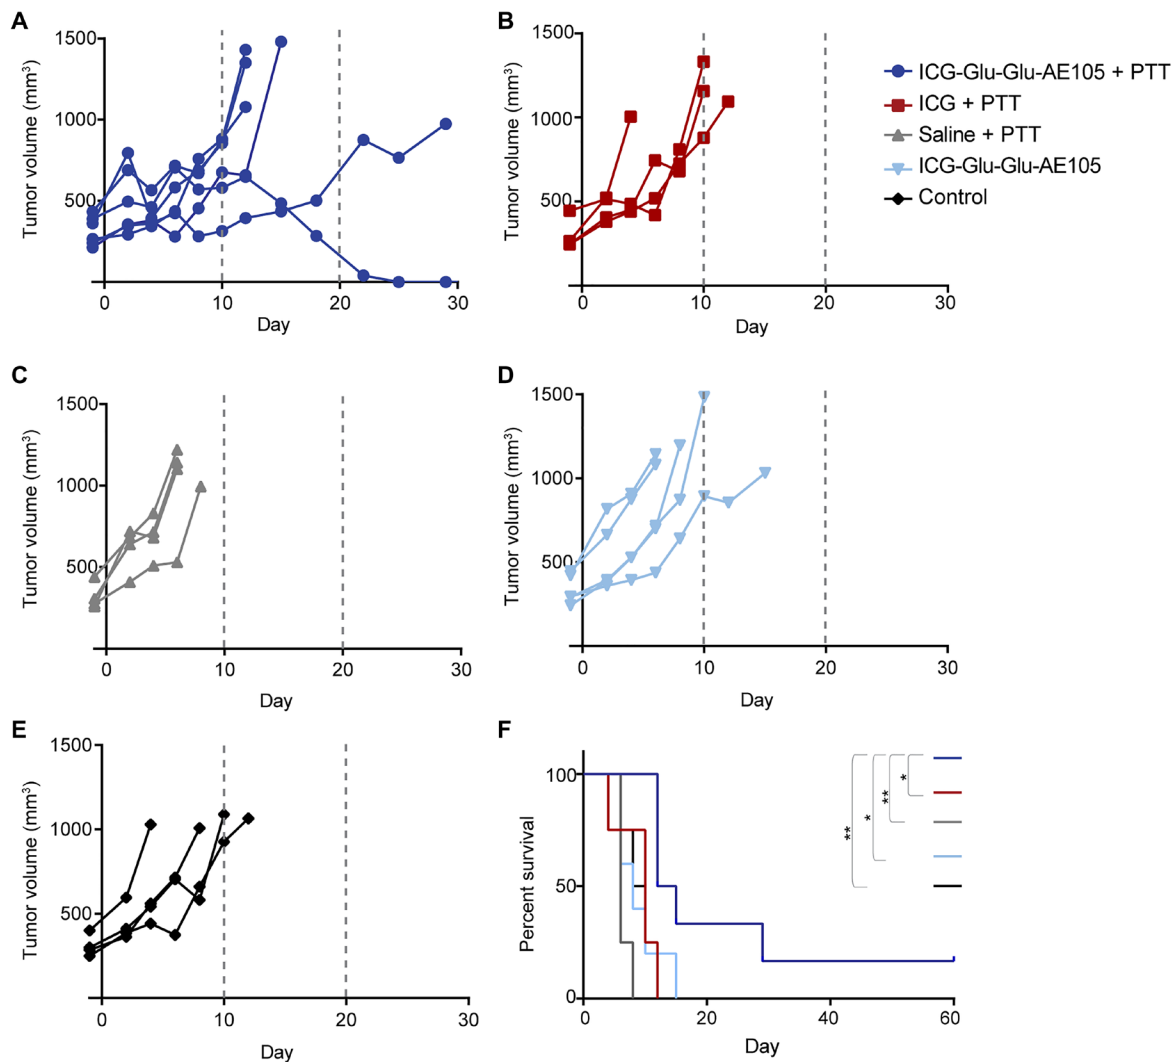 A
Tumor volume (mm³)
1500
1000
500
0
10
20
30
Day
B
Tumor volume (mm³)
1500
1000
500
0
10
20
30
Day
ICG-Glu-Glu-AE105 + PTT
ICG + PTT
Saline + PTT
ICG-Glu-Glu-AE105
Control
C
Tumor volume (mm³)
1500
1000
500
0
10
20
30
Day
D
Tumor volume (mm³)
1500
1000
500
0
10
20
30
Day
E
Tumor volume (mm³)
1500
1000
500
0
10
20
30
Day
F
Percent survival
100
50
0
0
20
40
60
Day
**
*
**
*